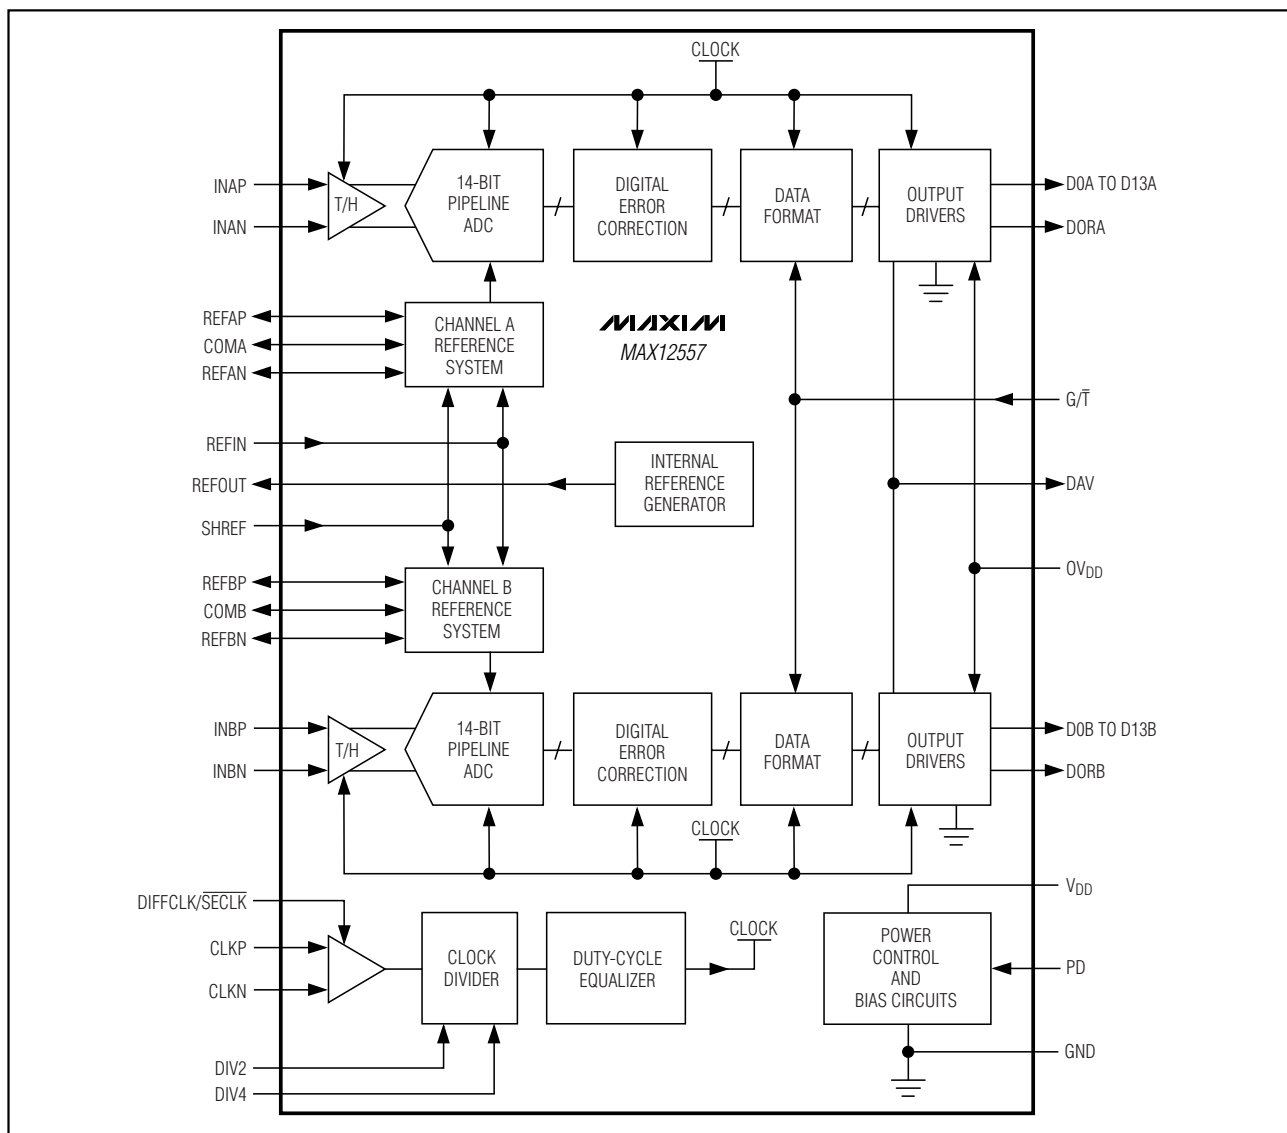 CLOCK
INAP
INAN
T/H
14-BIT
PIPELINE
ADC
DIGITAL
ERROR
CORRECTION
DATA
FORMAT
OUTPUT
DRIVERS
D0A TO D13A
DORA
REFAP
COMA
REFAN
CHANNEL A
REFERENCE
SYSTEM
MAXIM
MAX12557
G/T̅
REFIN
REFOUT
SHREF
INTERNAL
REFERENCE
GENERATOR
DAV
OVDD
REFBP
COMB
REFBN
CHANNEL B
REFERENCE
SYSTEM
INBP
INBN
T/H
14-BIT
PIPELINE
ADC
DIGITAL
ERROR
CORRECTION
DATA
FORMAT
OUTPUT
DRIVERS
D0B TO D13B
DORB
CLOCK
DIFFCLK/S̅E̅C̅L̅K̅
CLKP
CLKN
CLOCK
DIVIDER
DUTY-CYCLE
EQUALIZER
CLOCK
POWER
CONTROL
AND
BIAS CIRCUITS
VDD
PD
GND
DIV2
DIV4